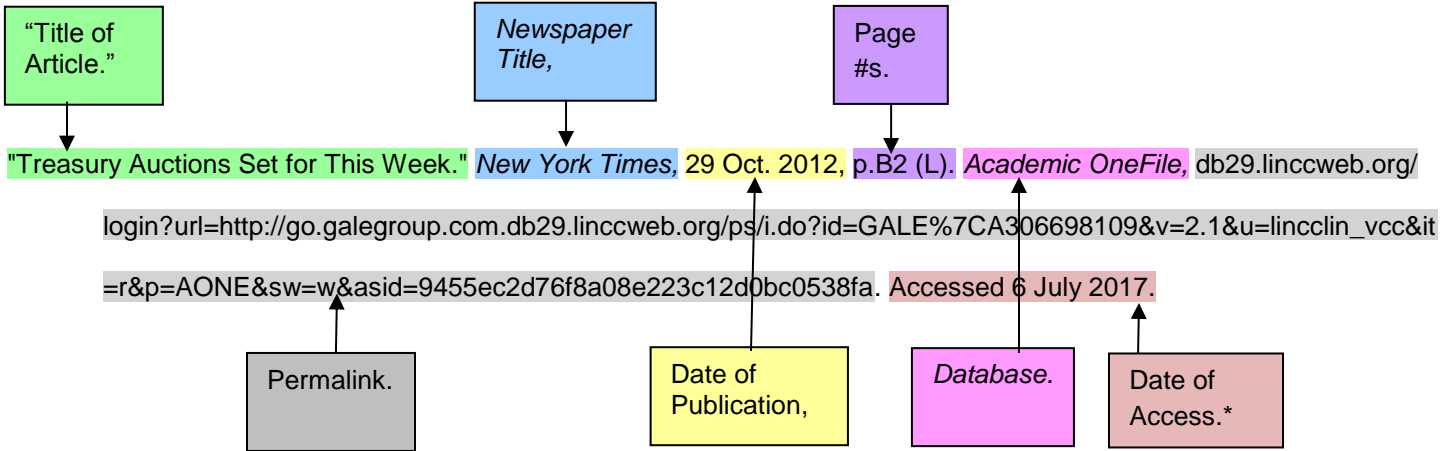 “Title of
Article.”
Newspaper
Title,
Page
#s.
"Treasury Auctions Set for This Week." New York Times, 29 Oct. 2012, p.B2 (L). Academic OneFile, db29.linccweb.org/
login?url=http://go.galegroup.com.db29.linccweb.org/ps/i.do?id=GALE%7CA306698109&v=2.1&u=lincclin_vcc&it
=r&p=AONE&sw=w&asid=9455ec2d76f8a08e223c12d0bc0538fa. Accessed 6 July 2017.
Permalink.
Date of
Publication,
Database.
Date of
Access.*